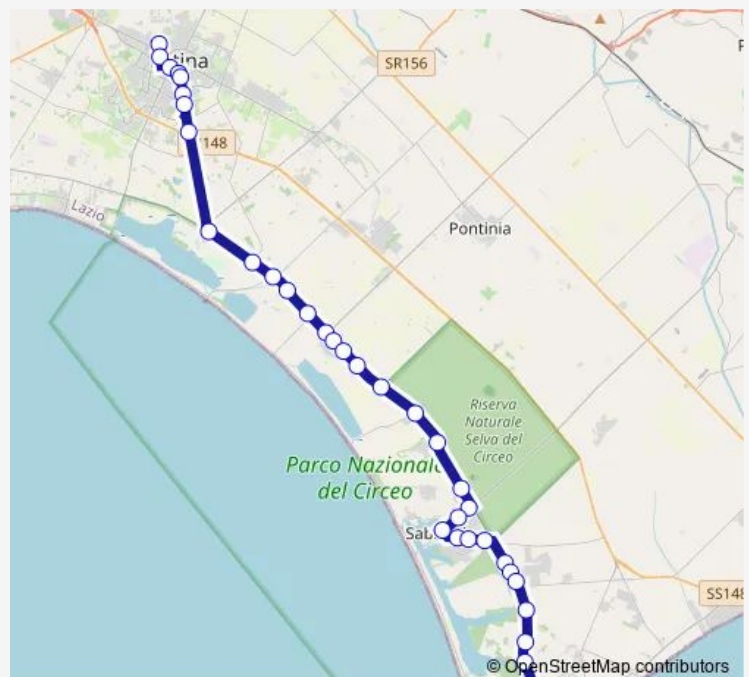 tina
SR156
148
Lazio
Pontinia
Riserva
Naturale
Selva del
Circeo
Parco Nazionale
del Circeo
Sab
SS148
© OpenStreetMap contributors